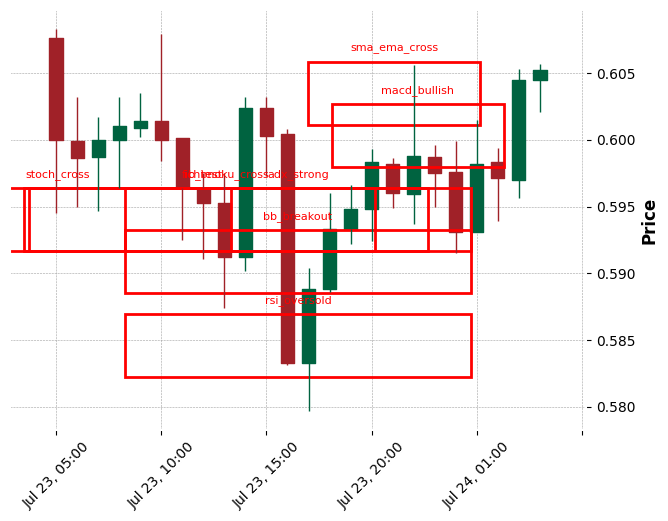 sma_ema_cross
macd_bullish
stoch_cross
adx_strong
bb_breakout
rsi_oversold
0.605
0.600
0.595
0.590
0.585
0.580
Price
Jul 23, 05:00
Jul 23, 10:00
Jul 23, 15:00
Jul 23, 20:00
Jul 24, 01:00